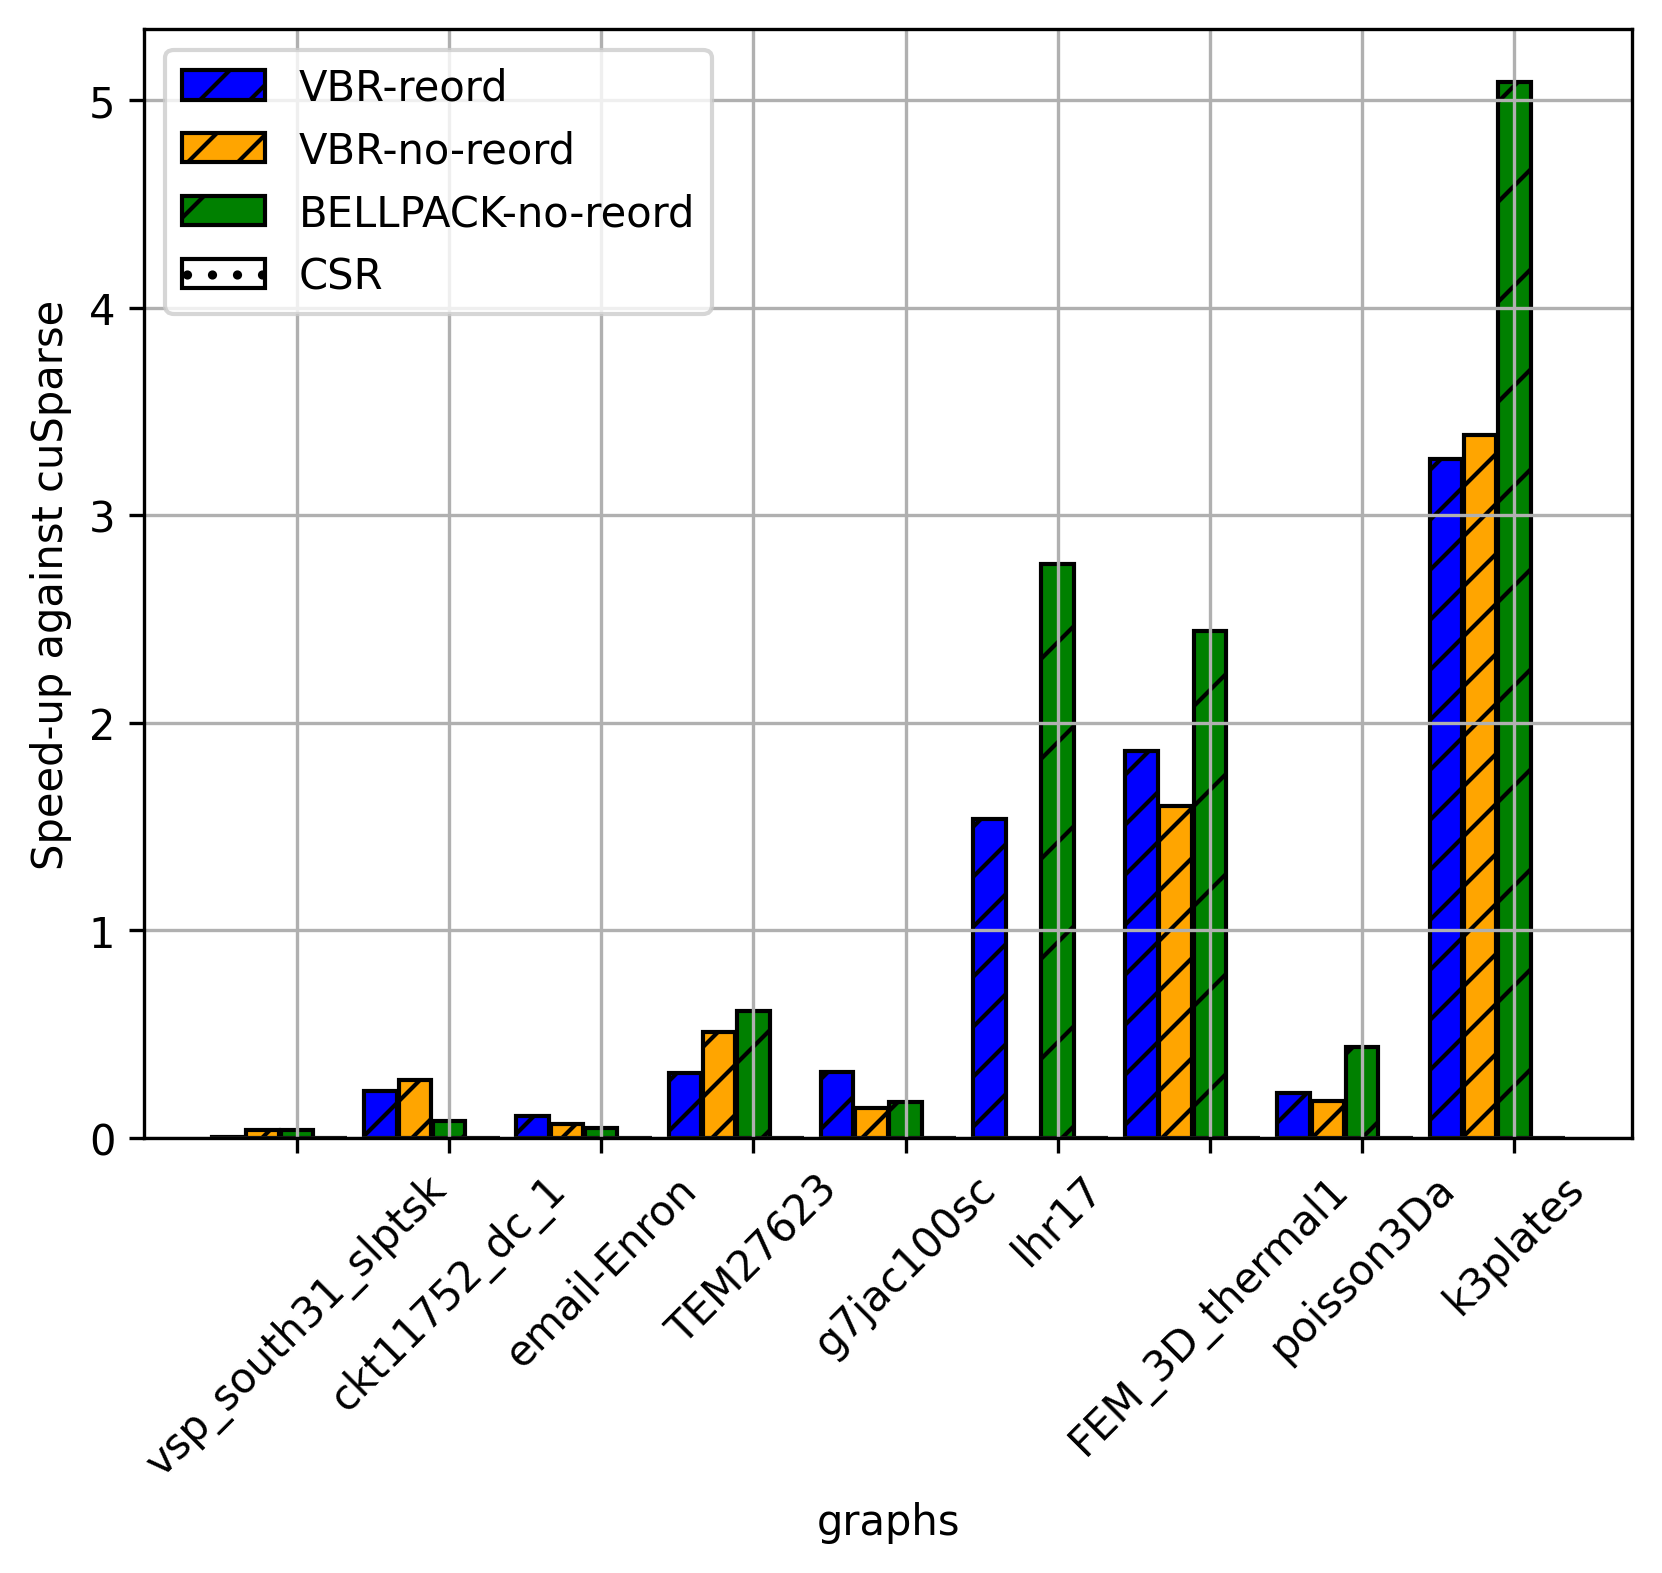 VBR-reord
VBR-no-reord
BELLPACK-no-reord
CSR
Speed-up against cuSparse
5
4
3
2
1
0
vsp_south31_slptsk
ckt11752_dc_1
email-Enron
TEM27623
g7jac100sc
lhr17
FEM_3D_thermal1
poisson3Da
k3plates
graphs